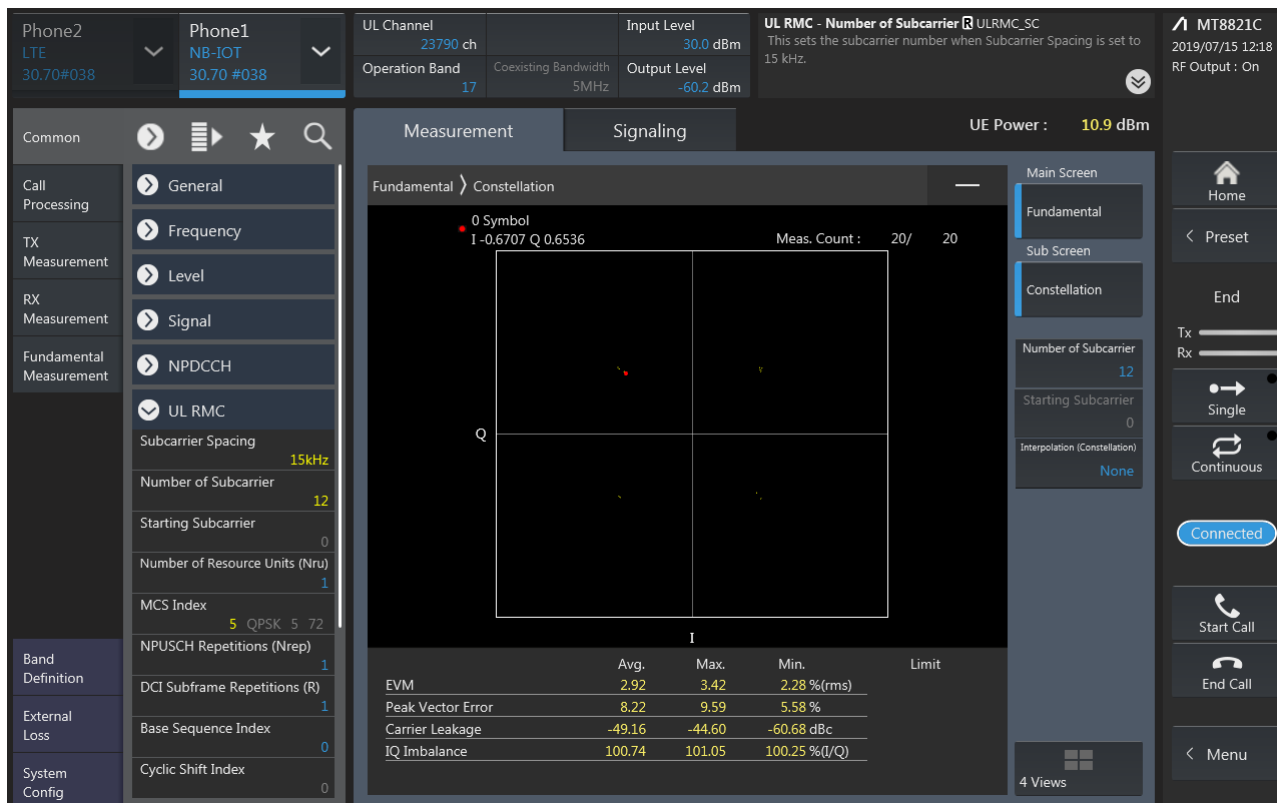 Phone2
LTE
30.70#038
Phone1
NB-IOT
30.70 #038
UL Channel
23790 ch
Operation Band
17
Coexisting Bandwidth
5MHz
Input Level
30.0 dBm
Output Level
-60.2 dBm
UL RMC - Number of Subcarrier R ULRMC_SC
This sets the subcarrier number when Subcarrier Spacing is set to
15 kHz.
MT8821C
2019/07/15 12:18
RF Output : On
Common
Call
Processing
TX
Measurement
RX
Measurement
Fundamental
Measurement
Band
Definition
External
Loss
System
Config
General
Frequency
Level
Signal
NPDCCH
UL RMC
Subcarrier Spacing
15kHz
Number of Subcarrier
12
Starting Subcarrier
0
Number of Resource Units (Nru)
1
MCS Index
5 QPSK 5 72
NPUSCH Repetitions (Nrep)
1
DCI Subframe Repetitions (R)
1
Base Sequence Index
0
Cyclic Shift Index
0
Measurement
Signaling
UE Power : 10.9 dBm
Fundamental 〉 Constellation
0 Symbol
I -0.6707 Q 0.6536
Meas. Count : 20/ 20
Q
I
Avg. Max. Min. Limit
EVM 2.92 3.42 2.28 %(rms)
Peak Vector Error 8.22 9.59 5.58 %
Carrier Leakage -49.16 -44.60 -60.68 dBc
IQ Imbalance 100.74 101.05 100.25 %(I/Q)
Main Screen
Fundamental
Sub Screen
Constellation
Number of Subcarrier
12
Starting Subcarrier
0
Interpolation (Constellation)
None
4 Views
Home
< Preset
End
Tx
Rx
Single
Continuous
Connected
Start Call
End Call
< Menu